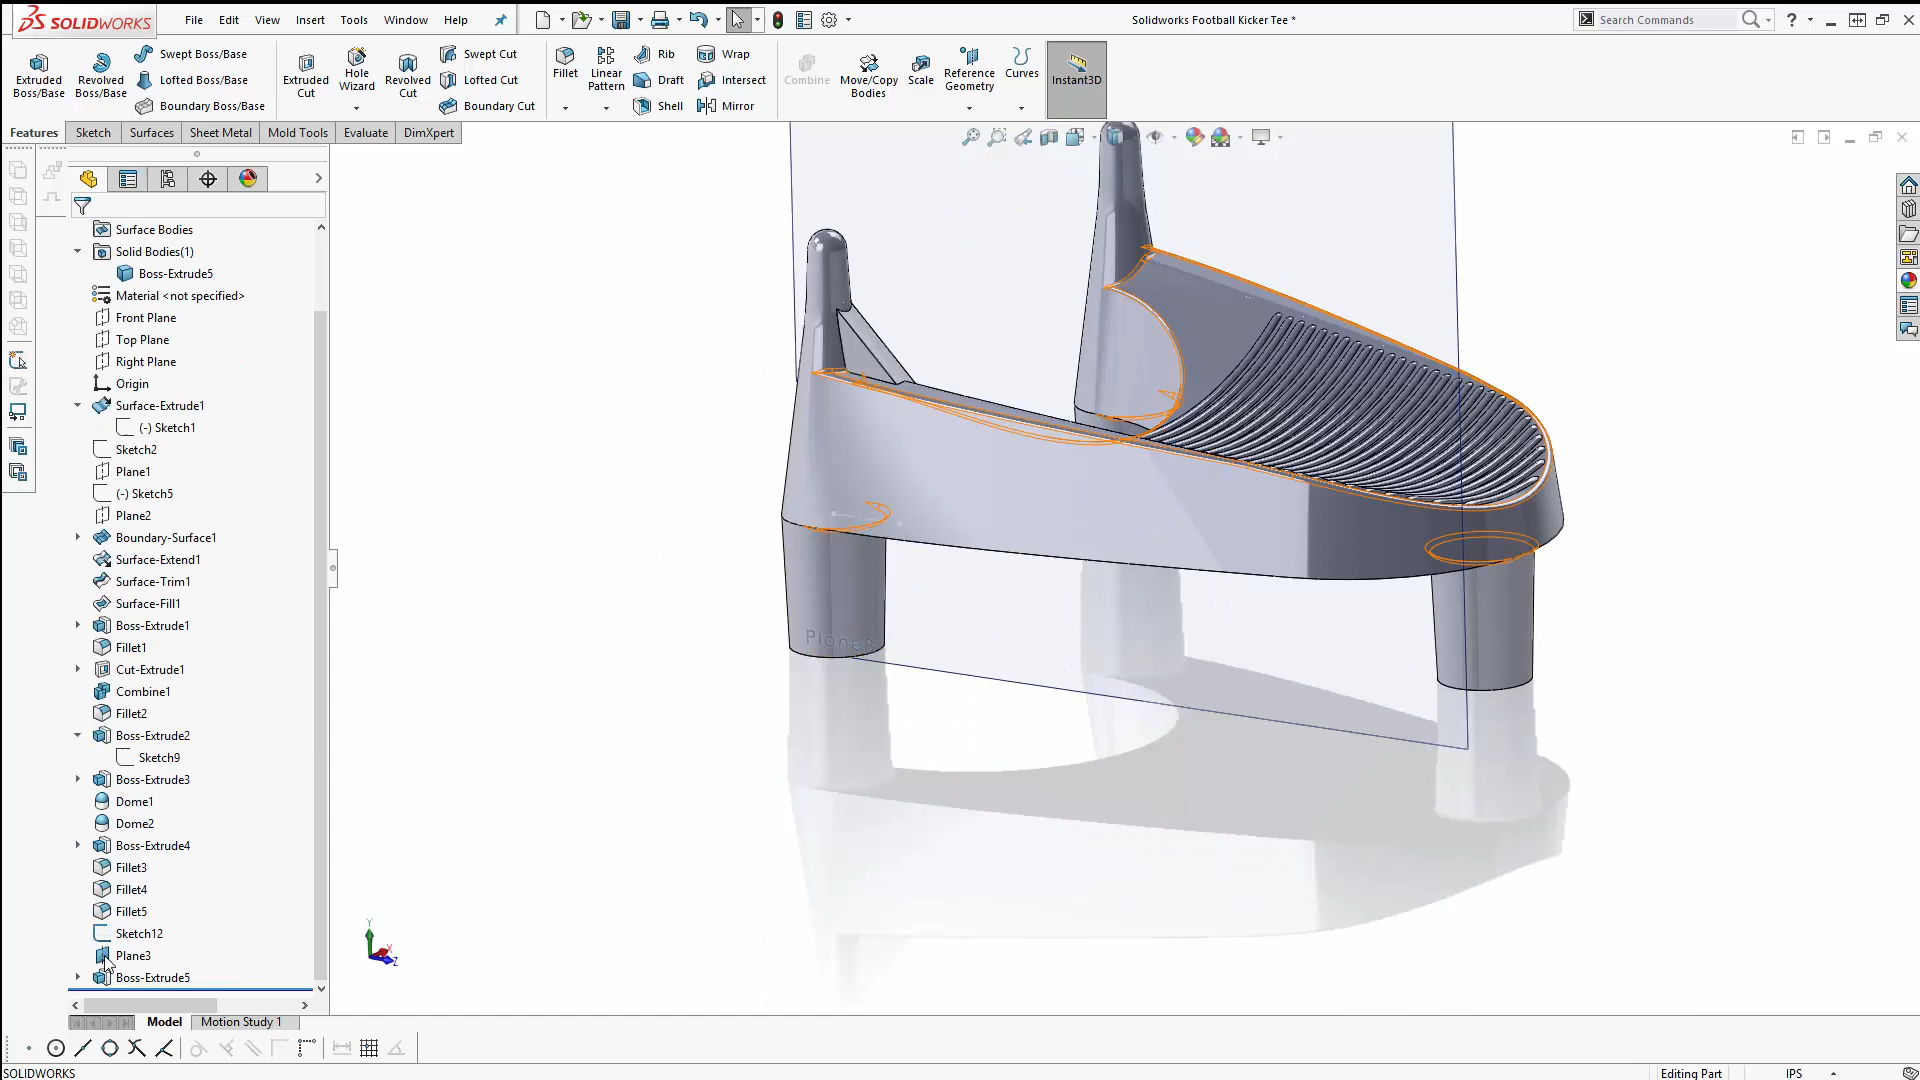 SOLIDWORKS
File Edit View Insert Tools Window Help
Solidworks Football Kicker Tee *
Search Commands
Extruded Boss/Base
Revolved Boss/Base
Swept Boss/Base
Lofted Boss/Base
Boundary Boss/Base
Extruded Cut
Hole Wizard
Revolved Cut
Swept Cut
Lofted Cut
Boundary Cut
Fillet
Linear Pattern
Rib
Draft
Shell
Wrap
Intersect
Mirror
Combine
Move/Copy Bodies
Scale
Reference Geometry
Curves
Instant3D
Features Sketch Surfaces Sheet Metal Mold Tools Evaluate DimXpert
Surface Bodies
Solid Bodies(1)
Boss-Extrude5
Material <not specified>
Front Plane
Top Plane
Right Plane
Origin
Surface-Extrude1
(-) Sketch1
Sketch2
Plane1
(-) Sketch5
Plane2
Boundary-Surface1
Surface-Extend1
Surface-Trim1
Surface-Fill1
Boss-Extrude1
Fillet1
Cut-Extrude1
Combine1
Fillet2
Boss-Extrude2
Sketch9
Boss-Extrude3
Dome1
Dome2
Boss-Extrude4
Fillet3
Fillet4
Fillet5
Sketch12
Plane3
Boss-Extrude5
Plane3
Y
X
Z
Model Motion Study 1
SOLIDWORKS
Editing Part
IPS